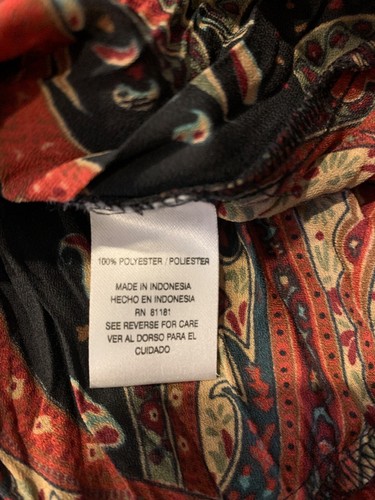 100% POLYESTER / POLIESTER
MADE IN INDONESIA
HECHO EN INDONESIA
RN 81181
SEE REVERSE FOR CARE
VER AL DORSO PARA EL
CUIDADO